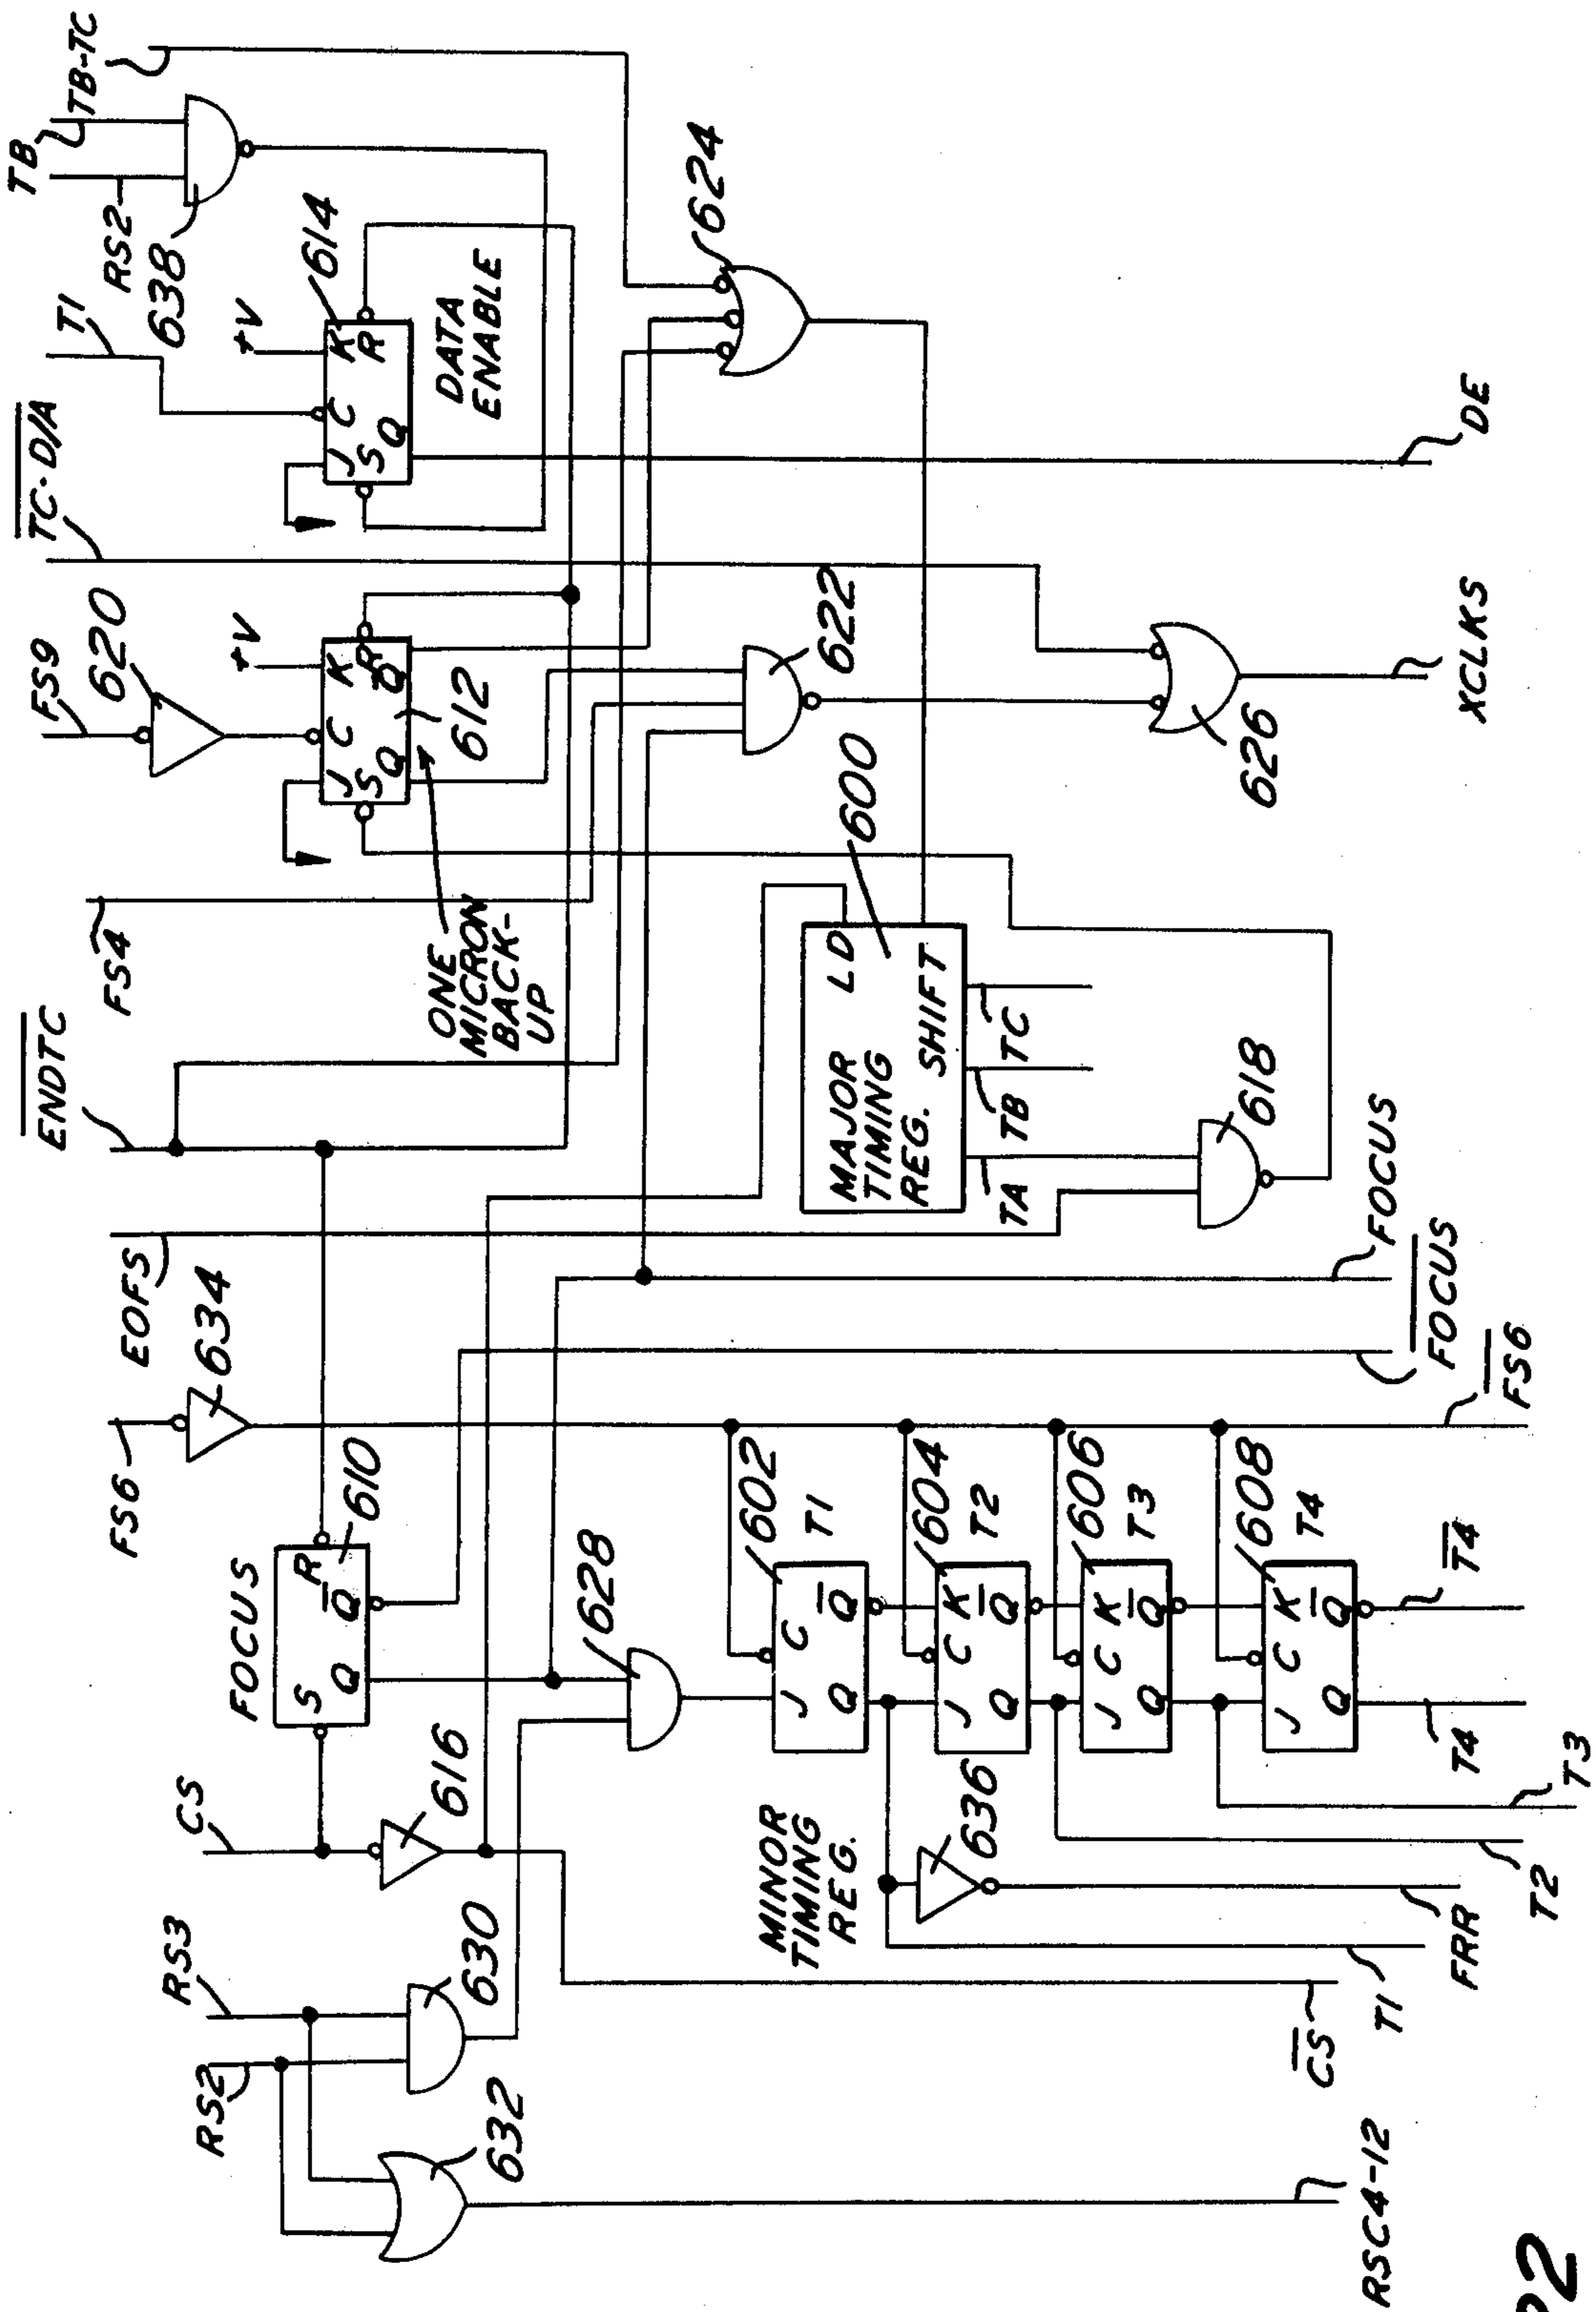 TB
TB-TC
RS2
638
T1
+V
614
J
C
K
S
Q
R
DATA
ENABLE
624
TC·D/A
DE
FS9
620
+V
J
C
K
S
Q
R
Q
612
622
626
XCLKS
FS4
ONE
MICRON
BACK-
UP
600
ENDTC
MAJOR
TIMING
REG.
LD
SHIFT
TA
TB
TC
618
EOFS
FOCUS
FOCUS
FS6
634
FS6
FOCUS
S
R
Q
Q
610
628
CS
616
602
T1
J
C
Q
Q
604
T2
J
C
K
Q
Q
606
T3
J
C
K
Q
Q
608
T4
J
C
K
Q
Q
T4
T4
T3
T2
MINOR
TIMING
REG.
636
FRR
T1
CS
RS3
RS2
630
632
RSC4-12